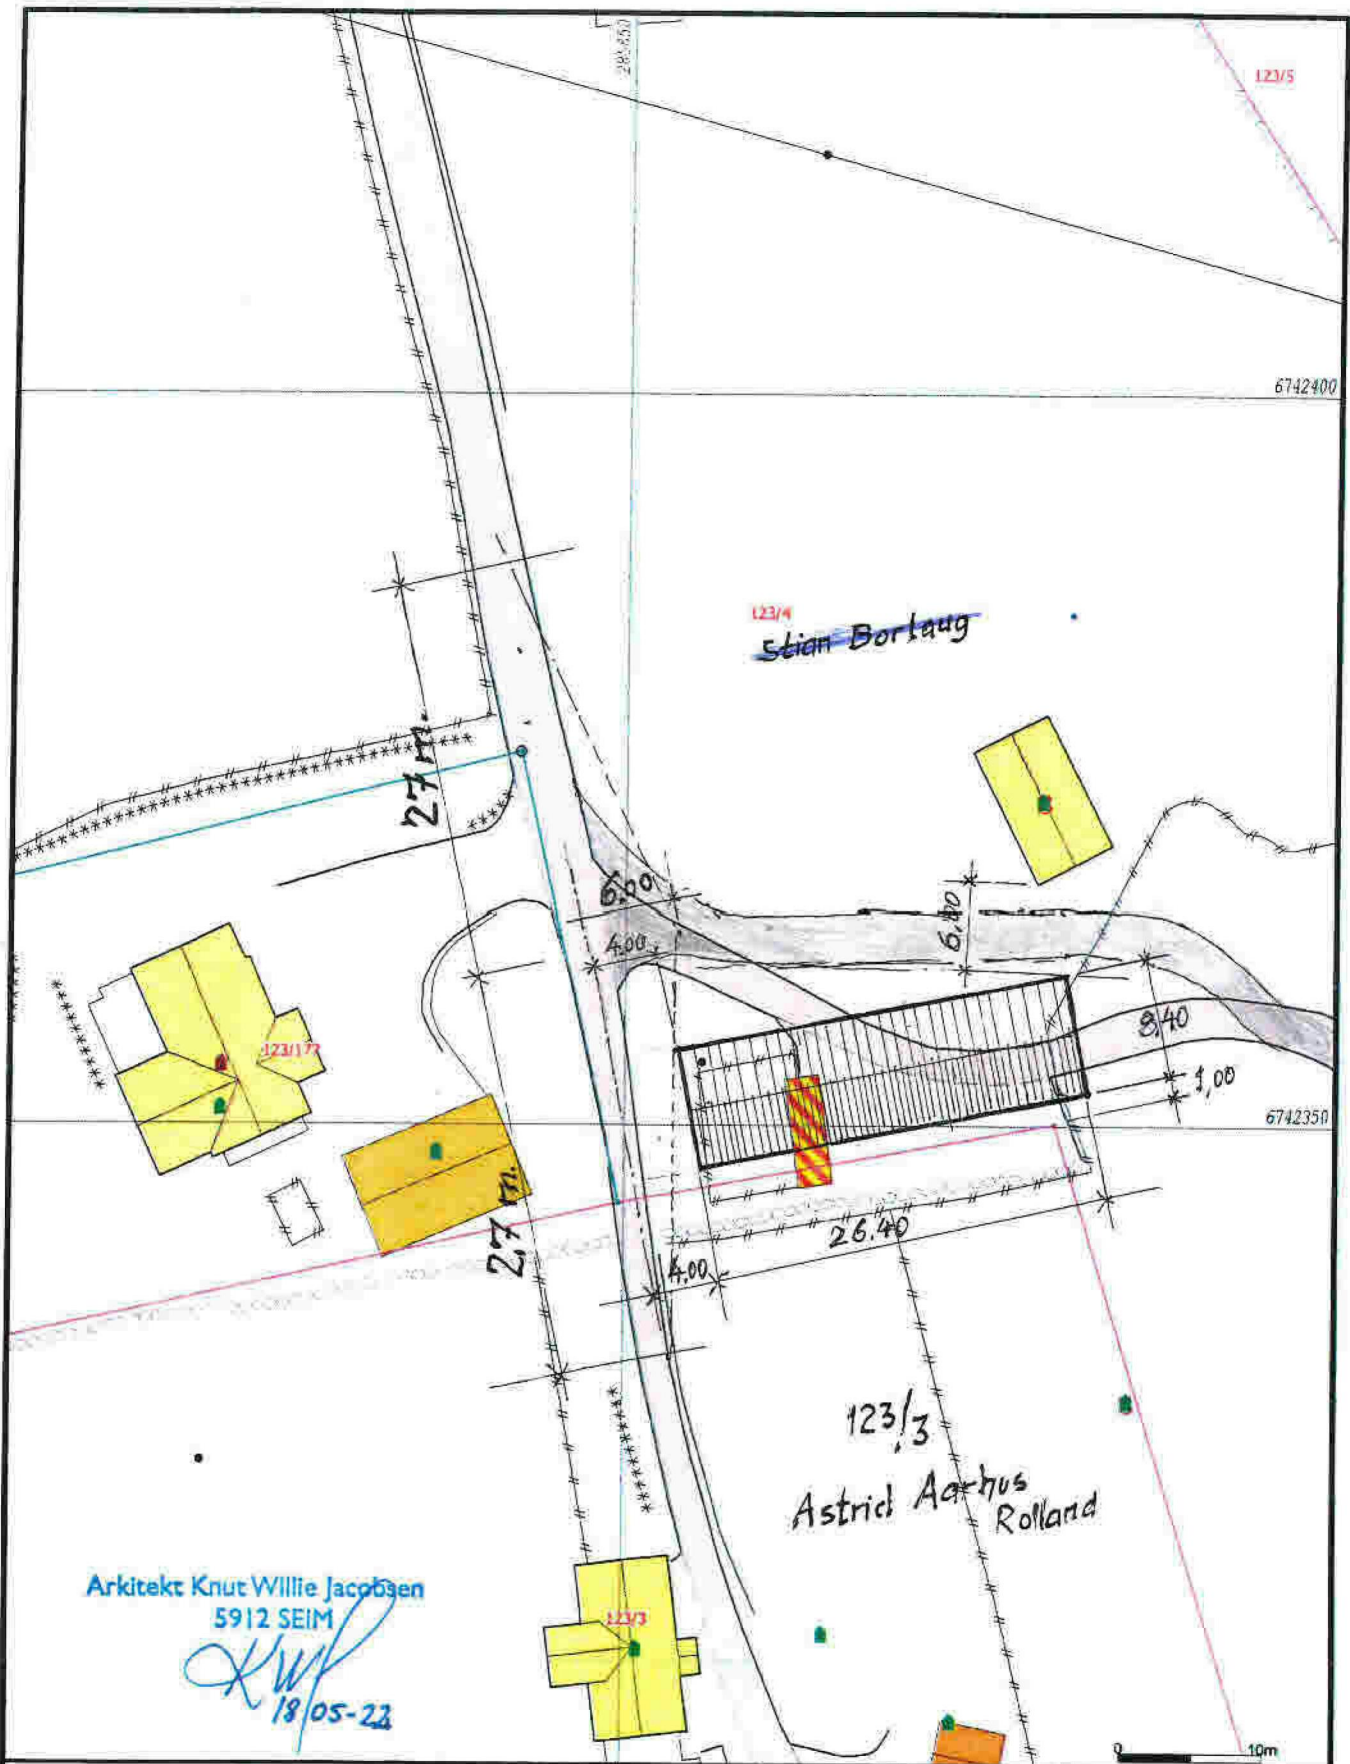 285850
123/5
6742400
123/4
Stian Borlaug
27 m.
6.00
4.00
8.40
1,00
123/177
6742350
27 m.
26.40
4.00
123/3
Astrid Aarhus
Rolland
Arkitekt Knut Willie Jacobsen
5912 SEIM
KWJ
18/05-22
123/3
0 10m